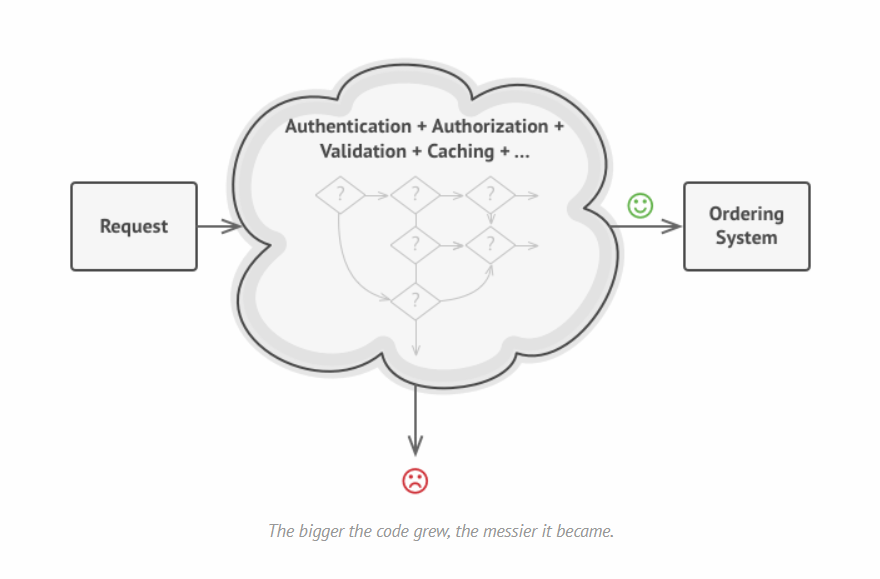 Authentication + Authorization +
Validation + Caching + ...
? ? ?
Request
Ordering
System
? ?
?
The bigger the code grew, the messier it became.